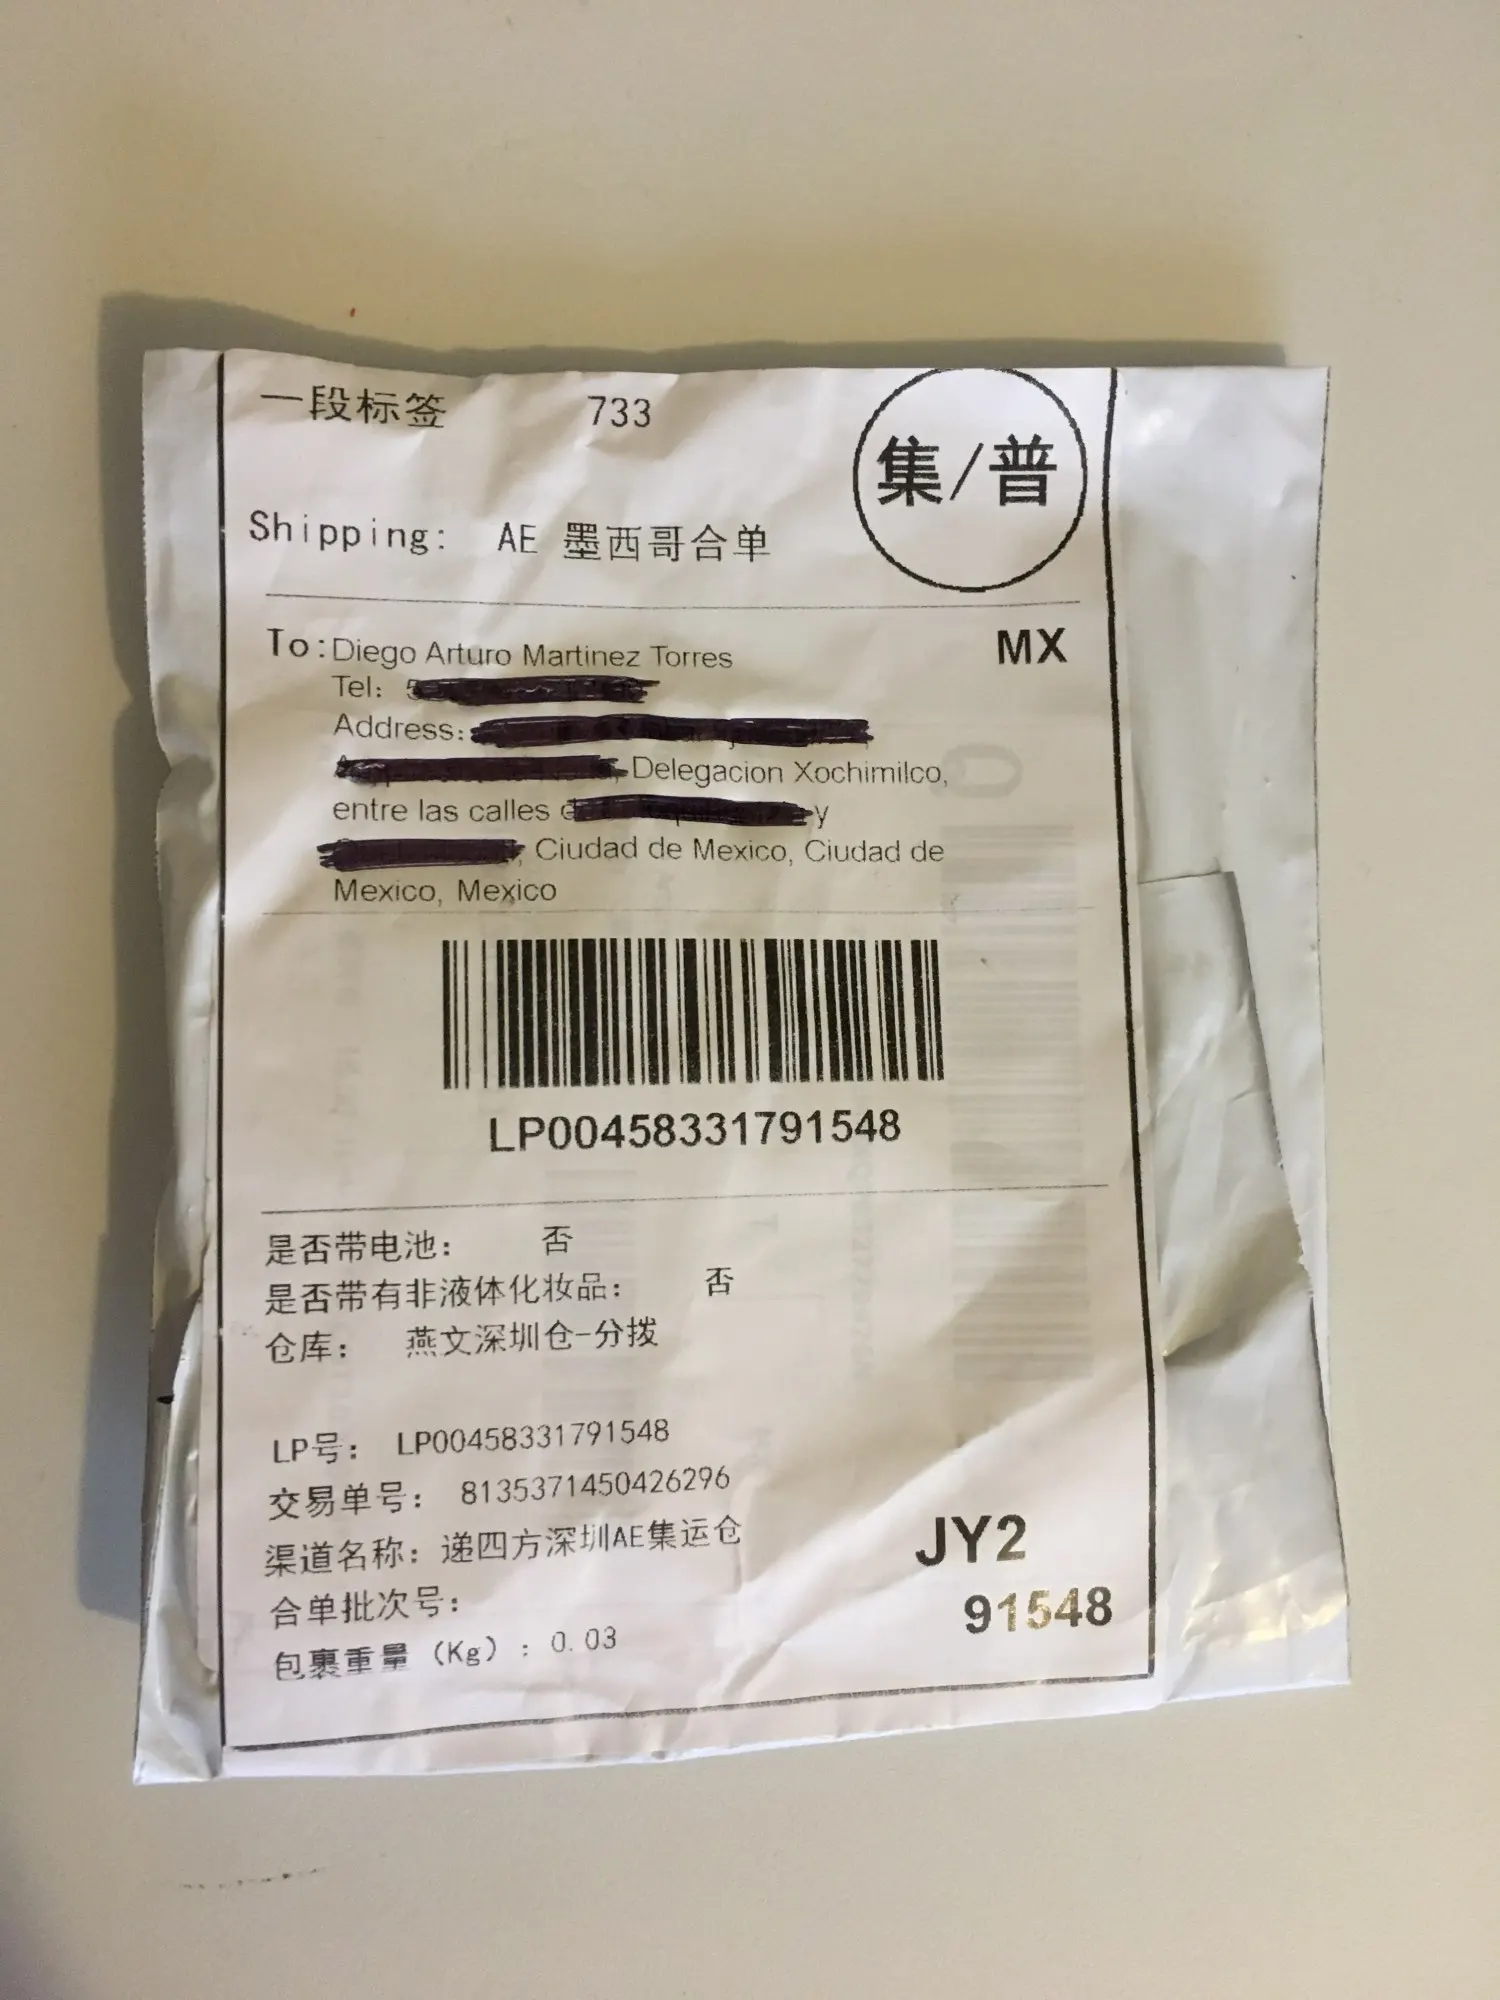 一段标签 733
集/普
Shipping: AE 墨西哥合单
To: Diego Arturo Martinez Torres
MX
Tel:
Address:
, Delegacion Xochimilco,
entre las calles y
, Ciudad de Mexico, Ciudad de
Mexico, Mexico
LP00458331791548
是否带电池： 否
是否带有非液体化妆品： 否
仓库： 燕文深圳仓-分拨
LP号： LP00458331791548
交易单号： 8135371450426296
渠道名称：递四方深圳AE集运仓
JY2
合单批次号：
91548
包裹重量（Kg）：0.03